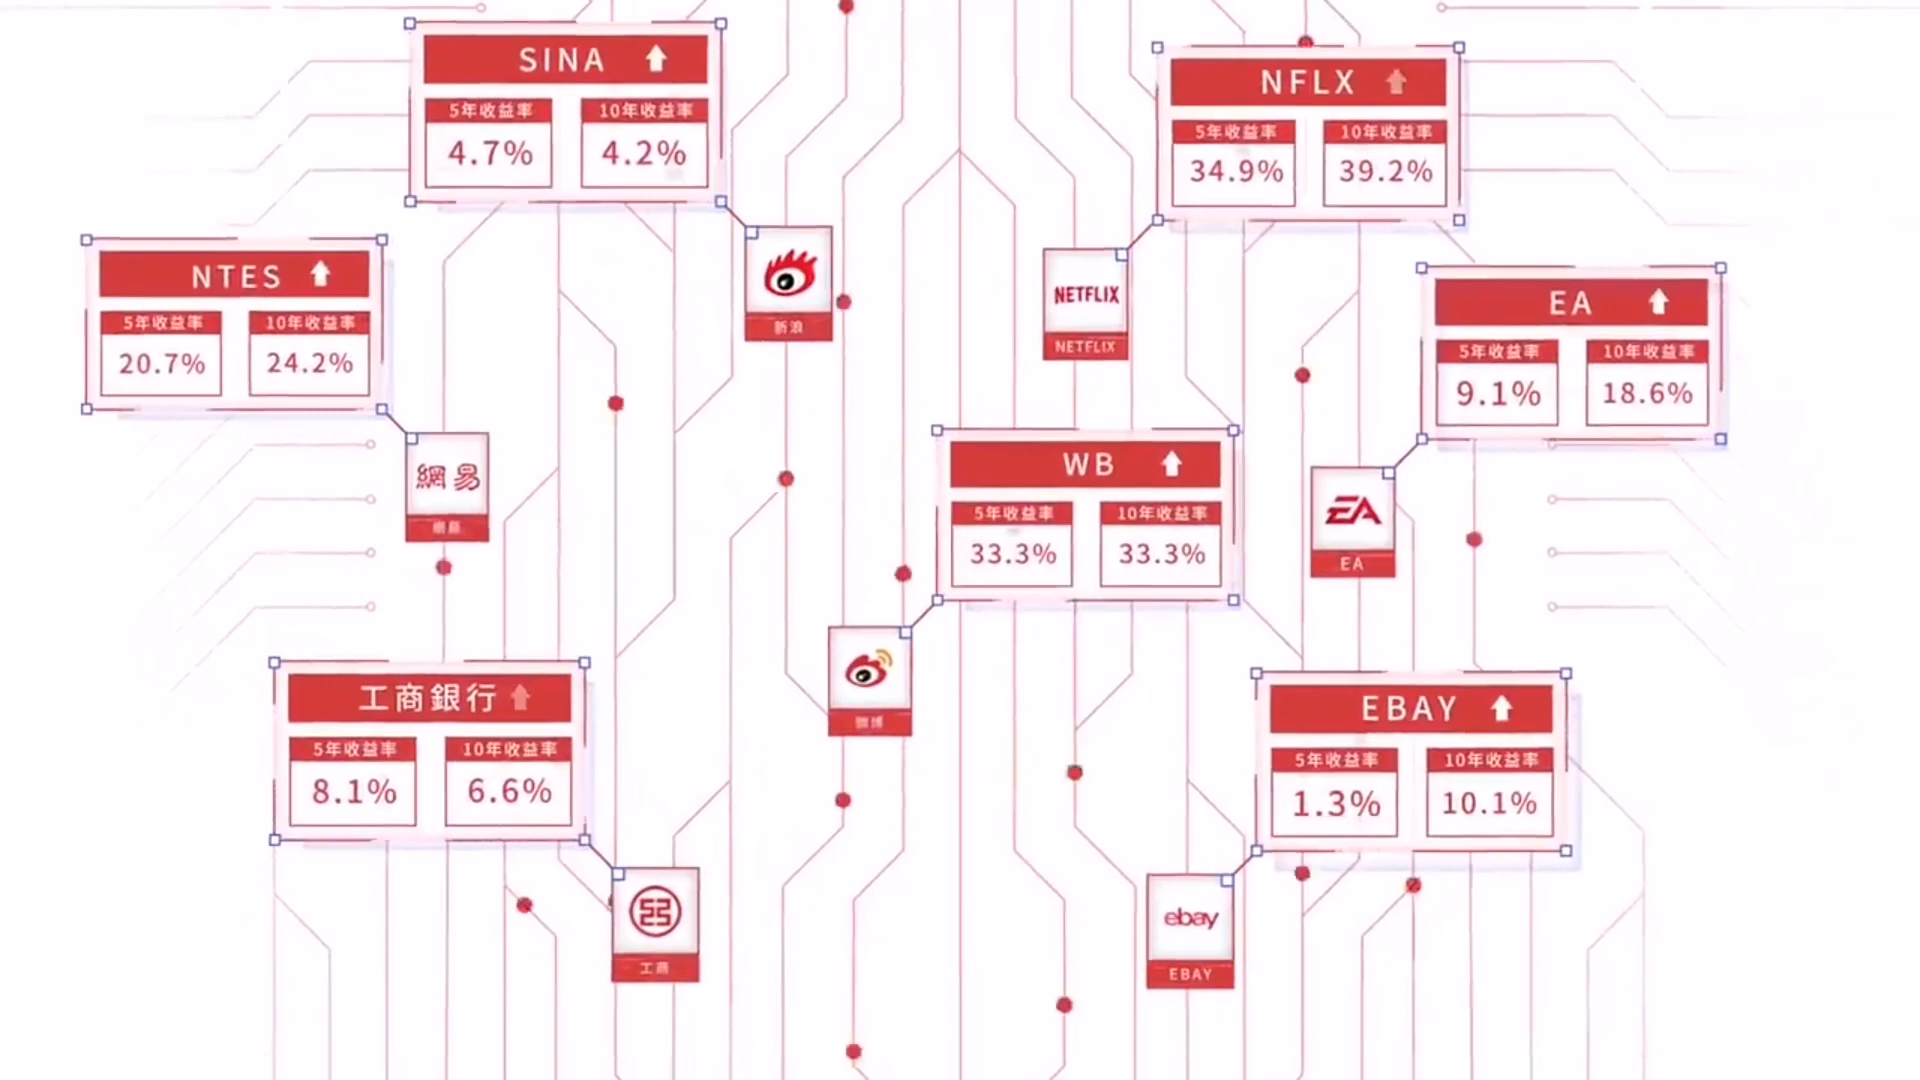 SINA
5年收益率
10年收益率
4.7%
4.2%
新浪
NFLX
5年收益率
10年收益率
34.9%
39.2%
NETFLIX
NETFLIX
NTES
5年收益率
10年收益率
20.7%
24.2%
網易
網易
EA
5年收益率
10年收益率
9.1%
18.6%
EA
EA
WB
5年收益率
10年收益率
33.3%
33.3%
微博
工商銀行
5年收益率
10年收益率
8.1%
6.6%
工商
EBAY
5年收益率
10年收益率
1.3%
10.1%
ebay
EBAY